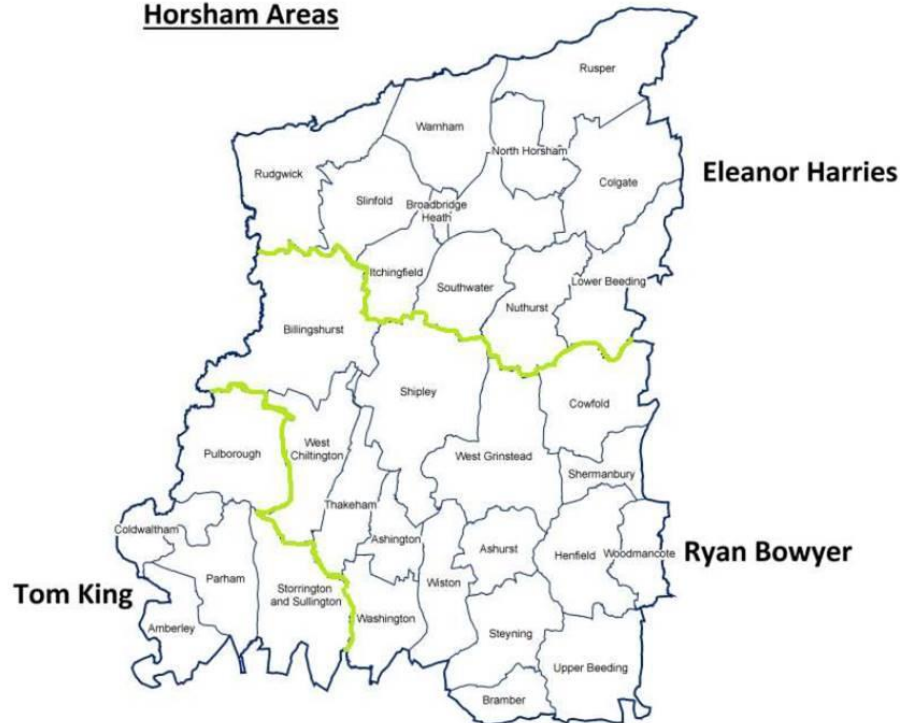 Horsham Areas
Rusper
Warnham
North Horsham
Eleanor Harries
Rudgwick
Colgate
Slinfold
Broadbridge
Heath
Itchingfield
Southwater
Lower Beeding
Nuthurst
Billingshurst
Shipley
Cowfold
West
Chiltington
Pulborough
West Grinstead
Shermanbury
Thakeham
Coldwaltham
Ashington
Ashurst
Henfield
Woodmancote
Ryan Bowyer
Tom King
Parham
Storrington
and Sullington
Wiston
Washington
Amberley
Steyning
Upper Beeding
Bramber